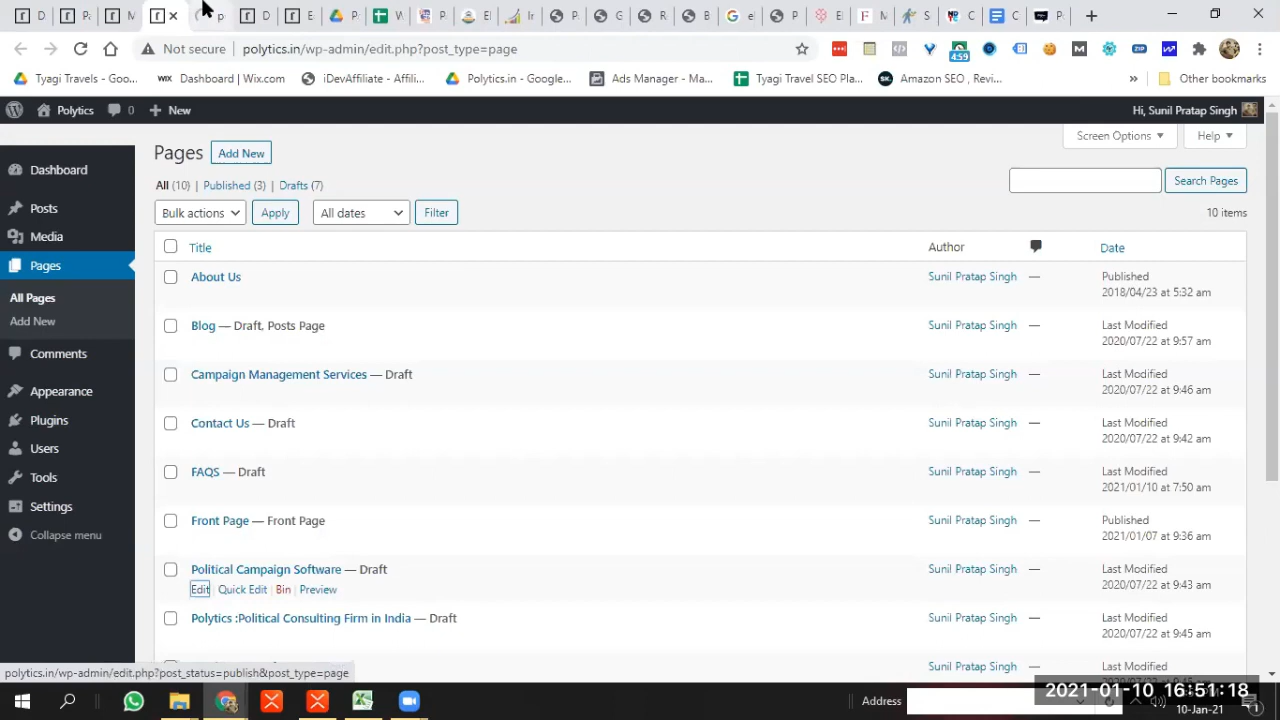 P
M
p
D
E
P
W
P
El
In
P
G
R
B
e
P
E
F
S
C
C
P
Not secure
polytics.in/wp-admin/edit.php?post_type=page
4:59
Tyagi Travels - Goo...
Dashboard | Wix.com
iDevAffiliate - Affili...
Polytics.in - Google...
Ads Manager - Ma...
Tyagi Travel SEO Pla...
Amazon SEO , Revi...
Other bookmarks
Polytics
0
New
Hi, Sunil Pratap Singh
Dashboard
Posts
Media
Pages
All Pages
Add New
Comments
Appearance
Plugins
Users
Tools
Settings
Collapse menu
Pages
Add New
Screen Options
Help
All (10) | Published (3) | Drafts (7)
Search Pages
Bulk actions
Apply
All dates
Filter
10 items
Title
Author
Date
About Us
Sunil Pratap Singh
—
Published
2018/04/23 at 5:32 am
Blog — Draft, Posts Page
Sunil Pratap Singh
—
Last Modified
2020/07/22 at 9:57 am
Campaign Management Services — Draft
Sunil Pratap Singh
—
Last Modified
2020/07/22 at 9:46 am
Contact Us — Draft
Sunil Pratap Singh
—
Last Modified
2020/07/22 at 9:42 am
FAQS — Draft
Sunil Pratap Singh
—
Last Modified
2021/01/10 at 7:50 am
Front Page — Front Page
Sunil Pratap Singh
—
Published
2021/01/07 at 9:36 am
Political Campaign Software — Draft
Edit | Quick Edit | Bin | Preview
Sunil Pratap Singh
—
Last Modified
2020/07/22 at 9:43 am
Polytics :Political Consulting Firm in India — Draft
Sunil Pratap Singh
—
Last Modified
2020/07/22 at 9:45 am
Sunil Pratap Singh
—
Last Modified
polytics.in/wp-admin/edit.php?post_status=publish&post_type=page
Address
2021-01-10 16:51:18
10-Jan-21